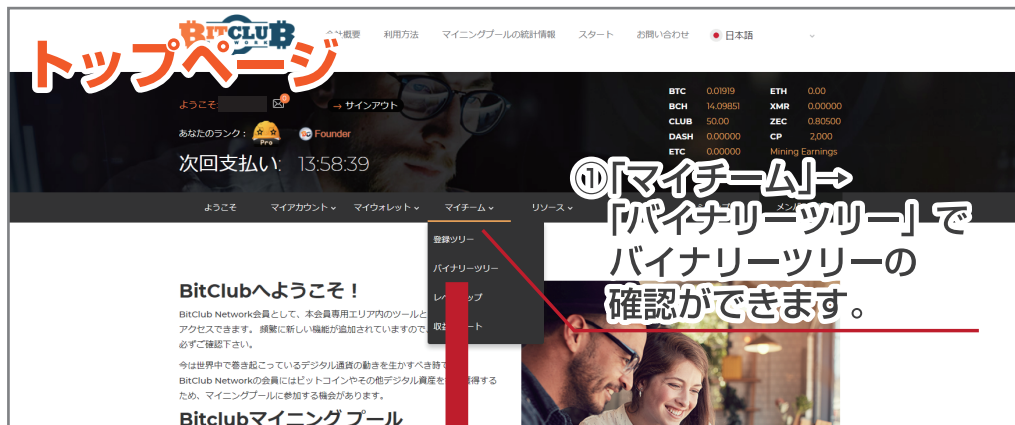 BITCLUB
会社概要 利用方法 マイニングプールの統計情報 スタート お問い合わせ 日本語
トップページ
ようこそ → サインアウト
あなたのランク： Pro Founder
次回支払い: 13:58:39
BTC 0.01919 ETH 0.00
BCH 14.09851 XMR 0.00000
CLUB 50.00 ZEC 0.80500
DASH 0.00000 CP 2,000
ETC 0.00000 Mining Earnings
ようこそ マイアカウント マイウォレット マイチーム リソース
登録ツリー
バイナリーツリー
①「マイチーム」→
「バイナリーツリー」で
バイナリーツリーの
確認ができます。
BitClubへようこそ！
BitClub Network会員として、本会員専用エリア内のツールと
アクセスできます。 頻繁に新しい機能が追加されていますので、
必ずご確認下さい。
今は世界中で巻き起こっているデジタル通貨の動きを生かすべき時
BitClub Networkの会員にはビットコインやその他デジタル資産を 獲得する
ため、マイニングプールに参加する機会があります。
Bitclubマイニング プール